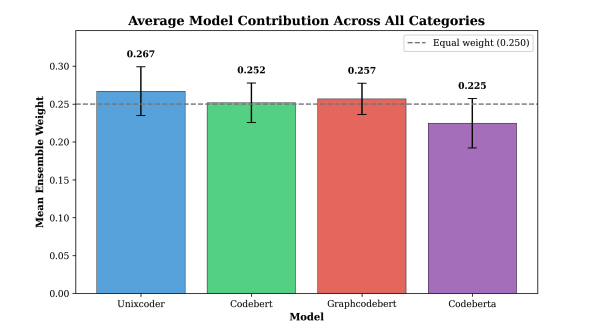 Average Model Contribution Across All Categories
Equal weight (0.250)
0.267
0.252
0.257
0.225
Mean Ensemble Weight
0.30
0.25
0.20
0.15
0.10
0.05
0.00
Unixcoder
Codebert
Graphcodebert
Codeberta
Model